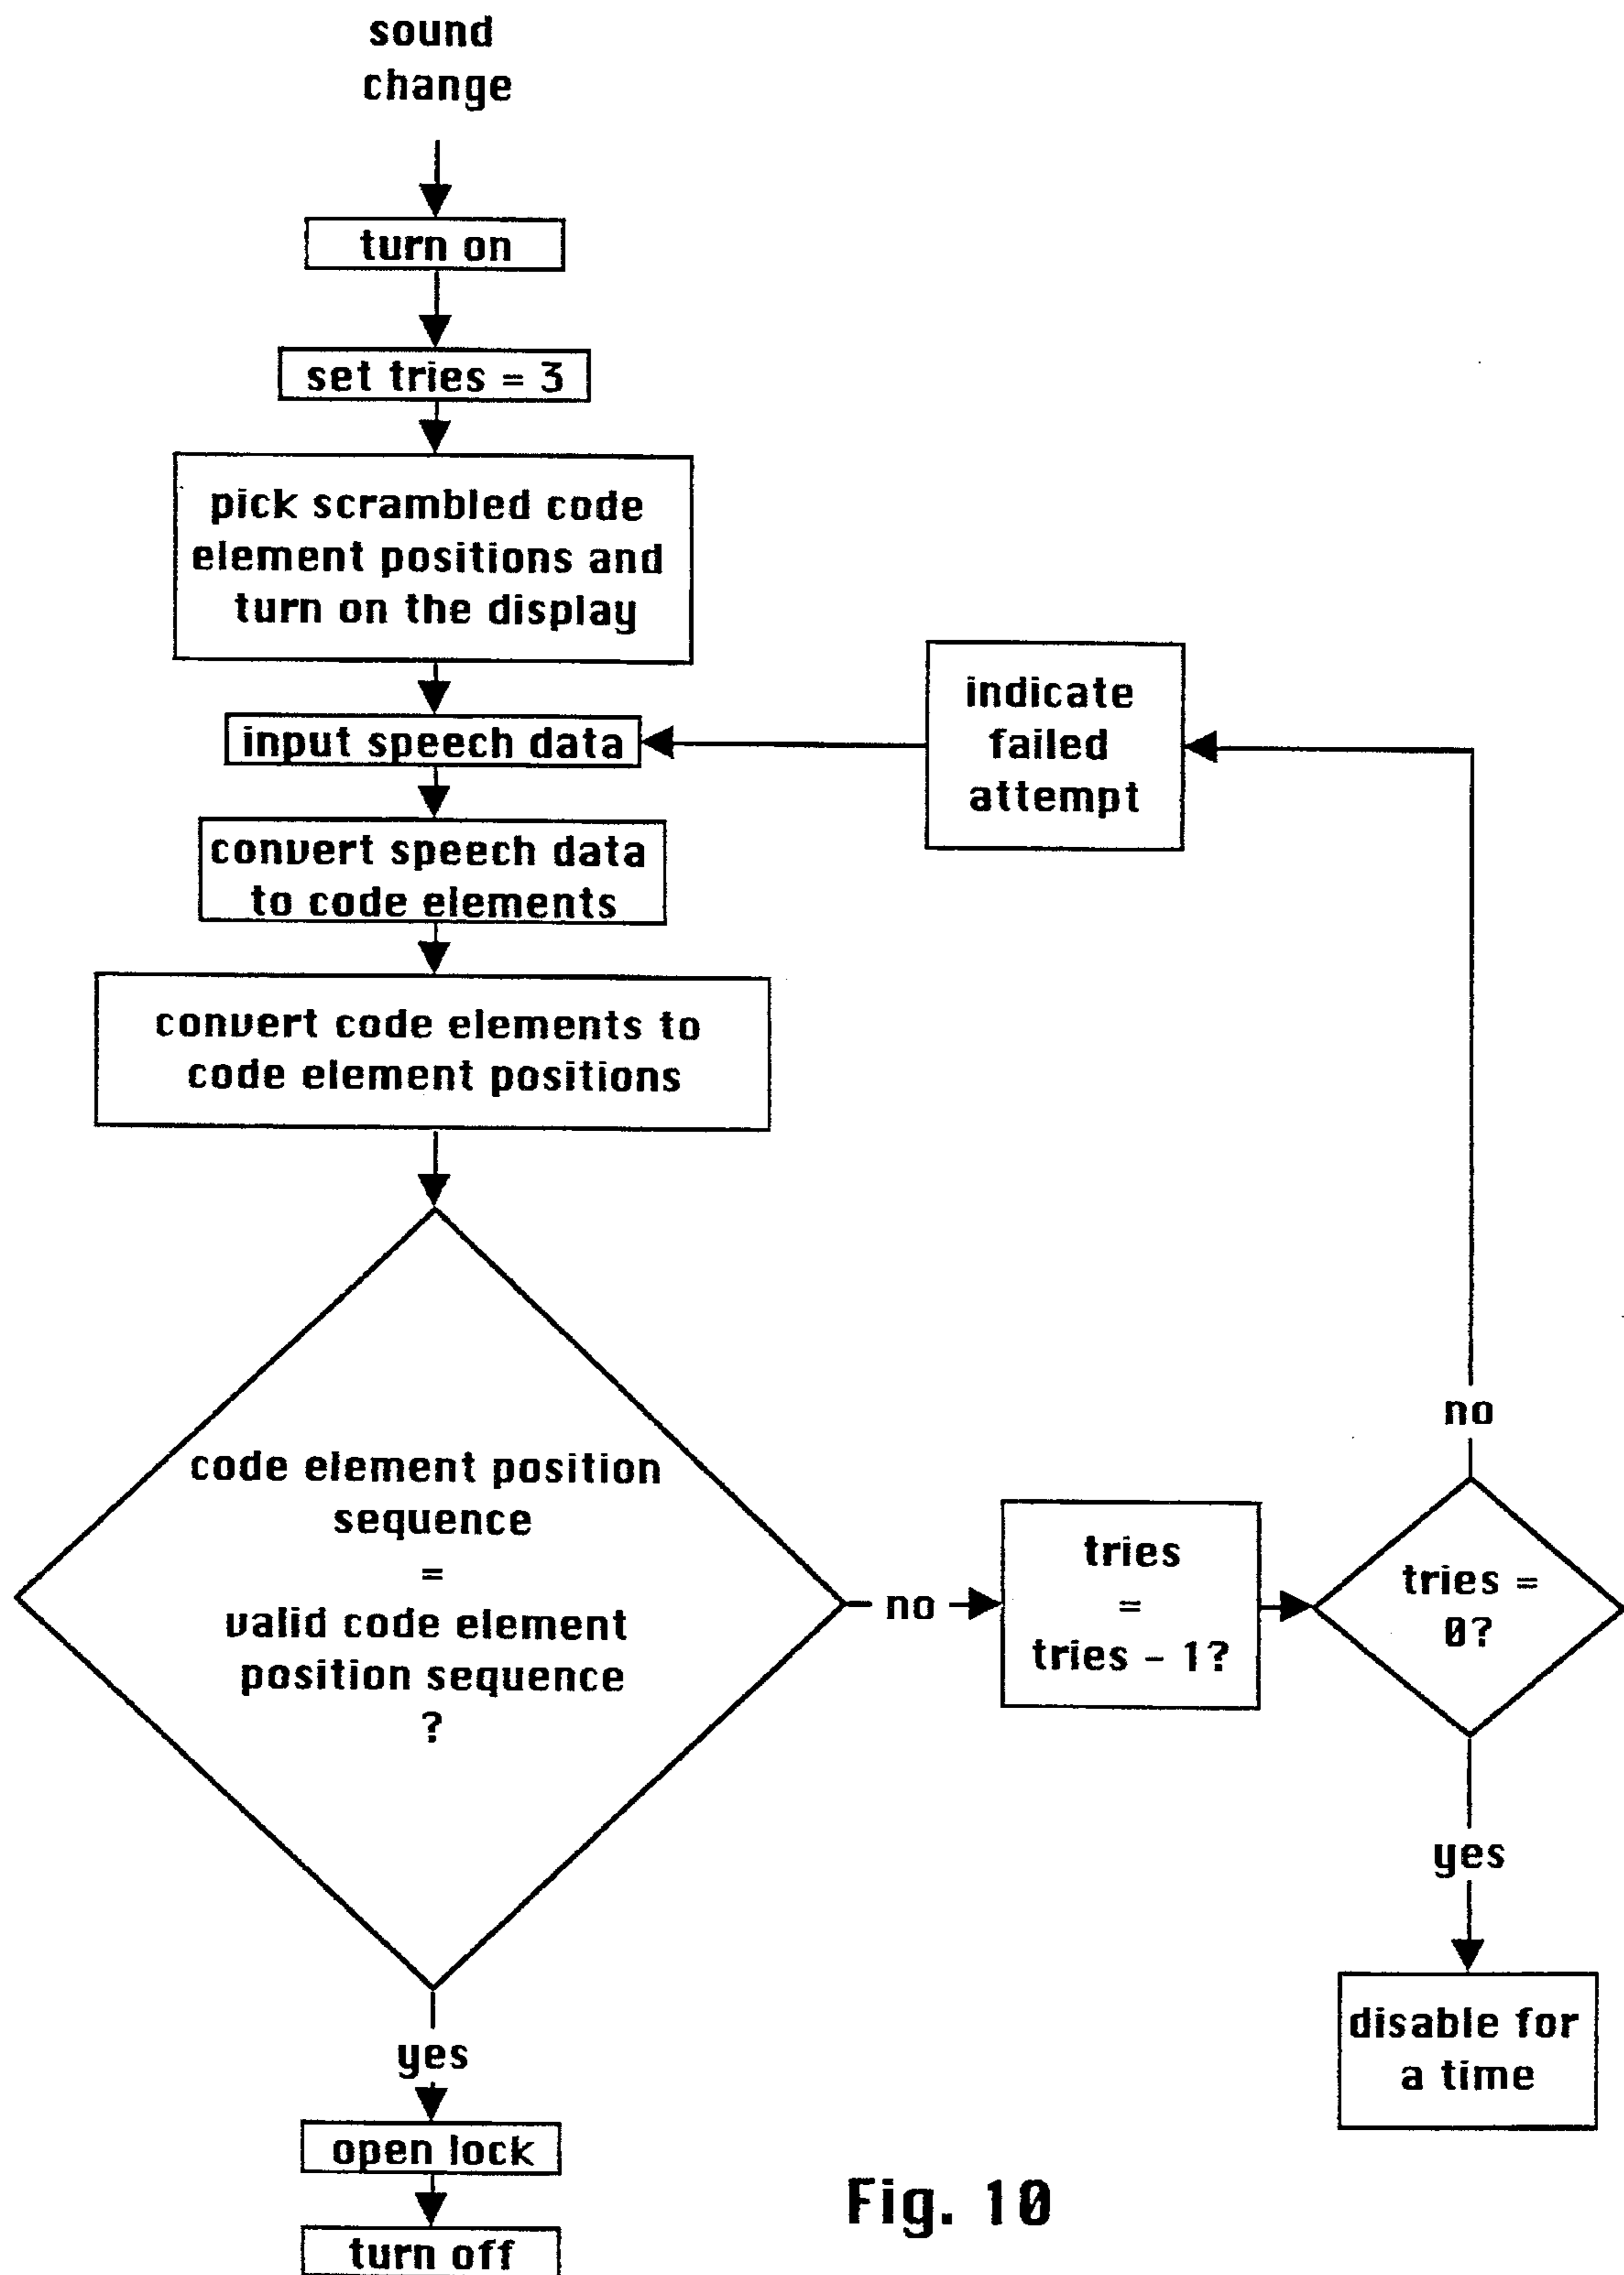 sound
change
turn on
set tries = 3
pick scrambled code
element positions and
turn on the display
input speech data
indicate
failed
attempt
convert speech data
to code elements
convert code elements to
code element positions
code element position
sequence
=
valid code element
position sequence
?
no
tries
=
tries - 1?
tries =
0?
no
yes
disable for
a time
yes
open lock
turn off
Fig. 10